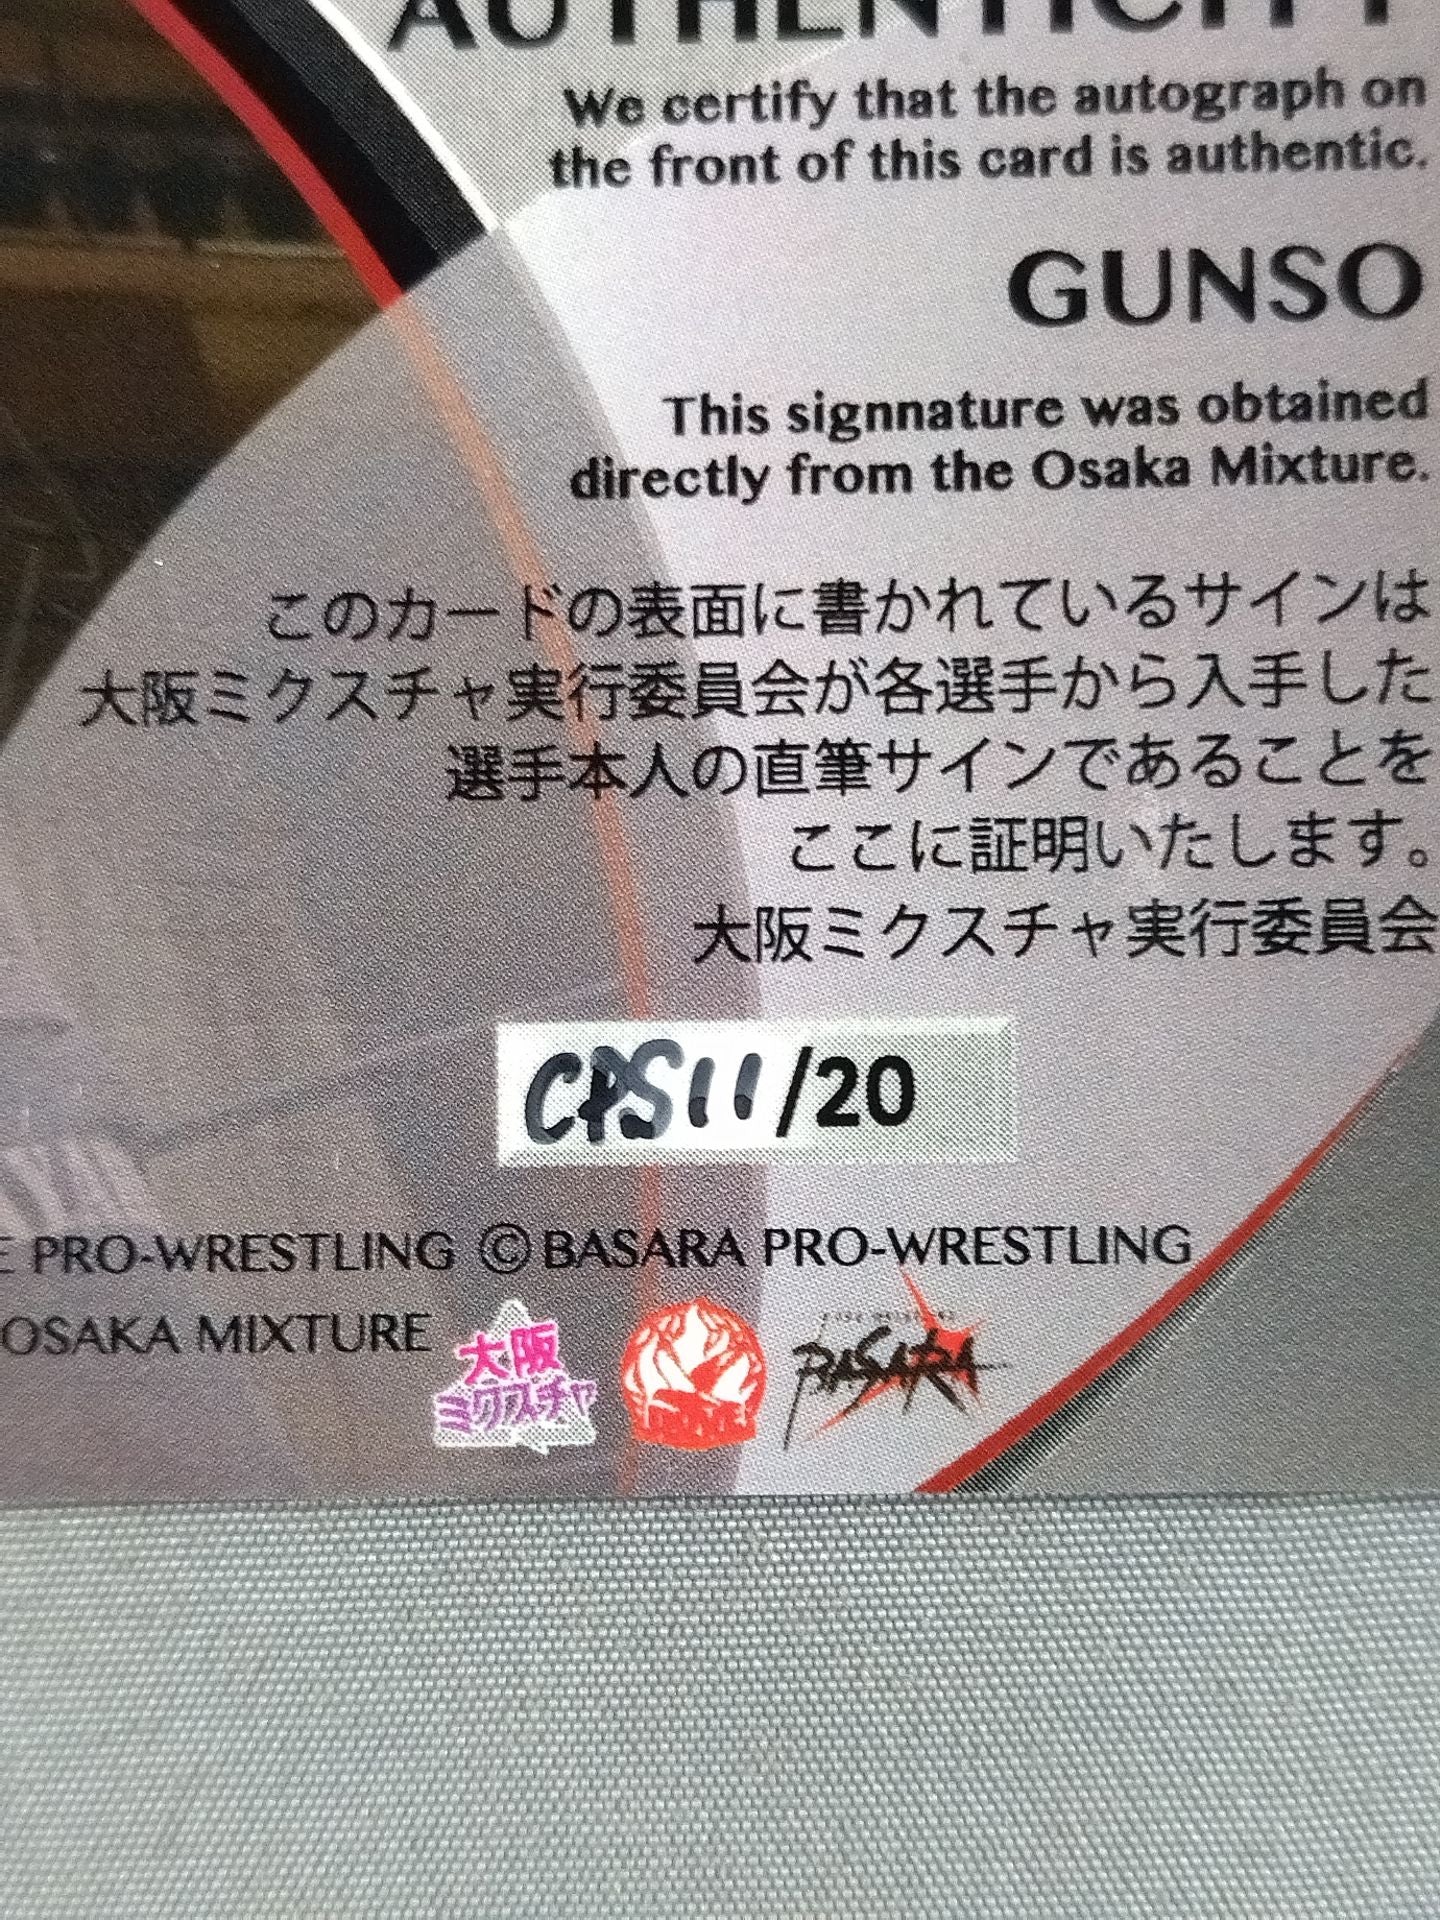 AUTHENTICITY
We certify that the autograph on
the front of this card is authentic.
GUNSO
This signnature was obtained
directly from the Osaka Mixture.
このカードの表面に書かれているサインは
大阪ミクスチャ実行委員会が各選手から入手した
選手本人の直筆サインであることを
ここに証明いたします。
大阪ミクスチャ実行委員会
CPS11/20
E PRO-WRESTLING ©BASARA PRO-WRESTLING
OSAKA MIXTURE
大阪
ミクスチャ
BASARA